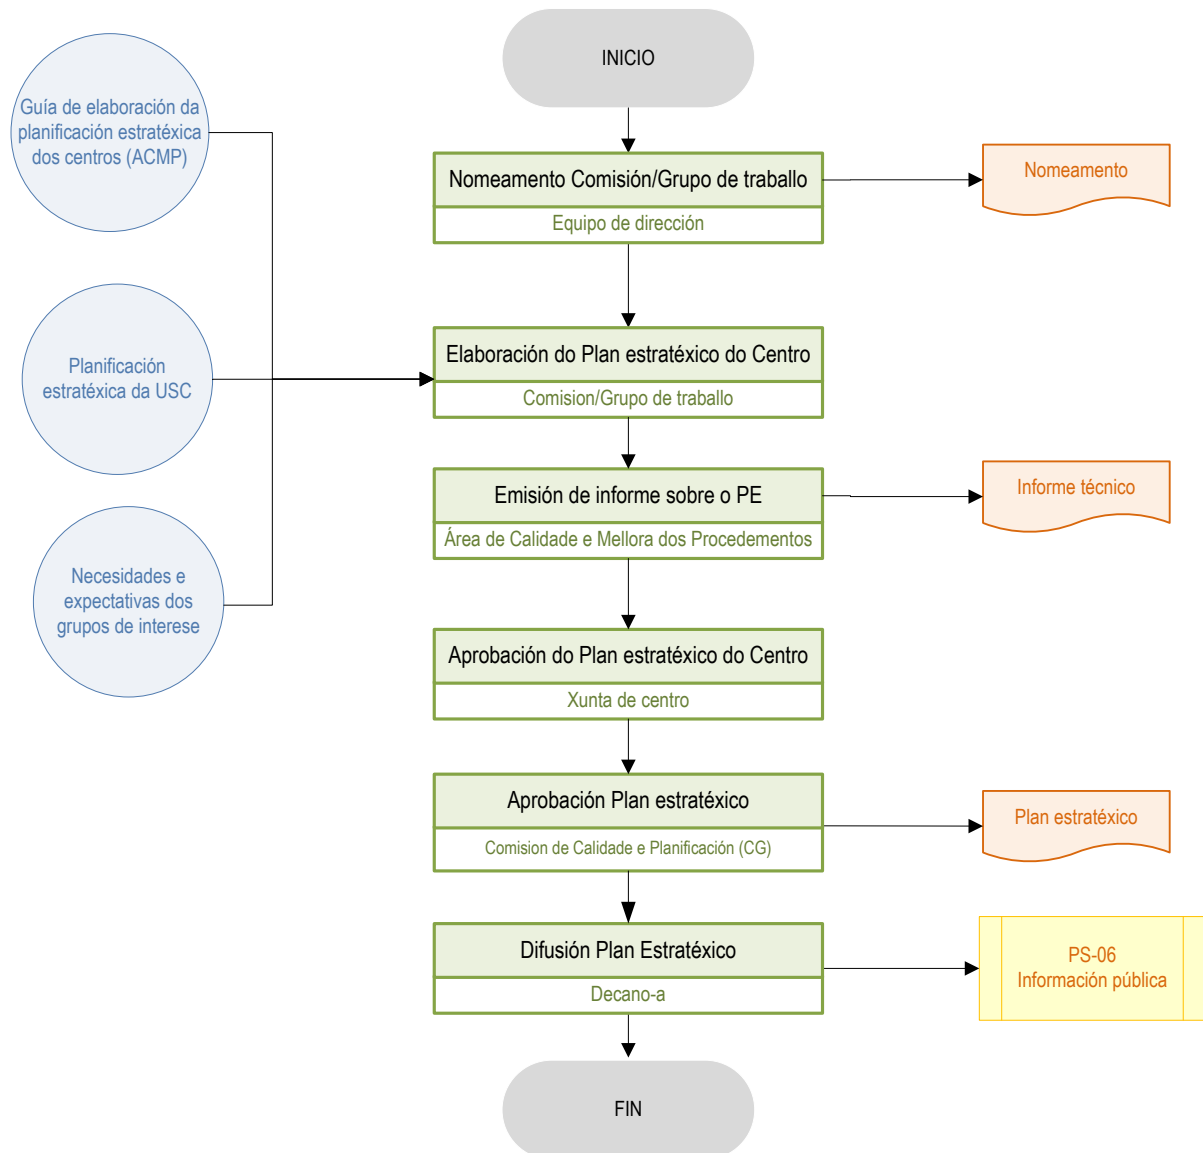 INICIO
Guía de elaboración da
planificación estratéxica
dos centros (ACMP)
Nomeamento Comisión/Grupo de traballo
Equipo de dirección
Nomeamento
Planificación
estratéxica da USC
Elaboración do Plan estratéxico do Centro
Comision/Grupo de traballo
Emisión de informe sobre o PE
Área de Calidade e Mellora dos Procedementos
Informe técnico
Necesidades e
expectativas dos
grupos de interese
Aprobación do Plan estratéxico do Centro
Xunta de centro
Aprobación Plan estratéxico
Comision de Calidade e Planificación (CG)
Plan estratéxico
Difusión Plan Estratéxico
Decano-a
PS-06
Información pública
FIN